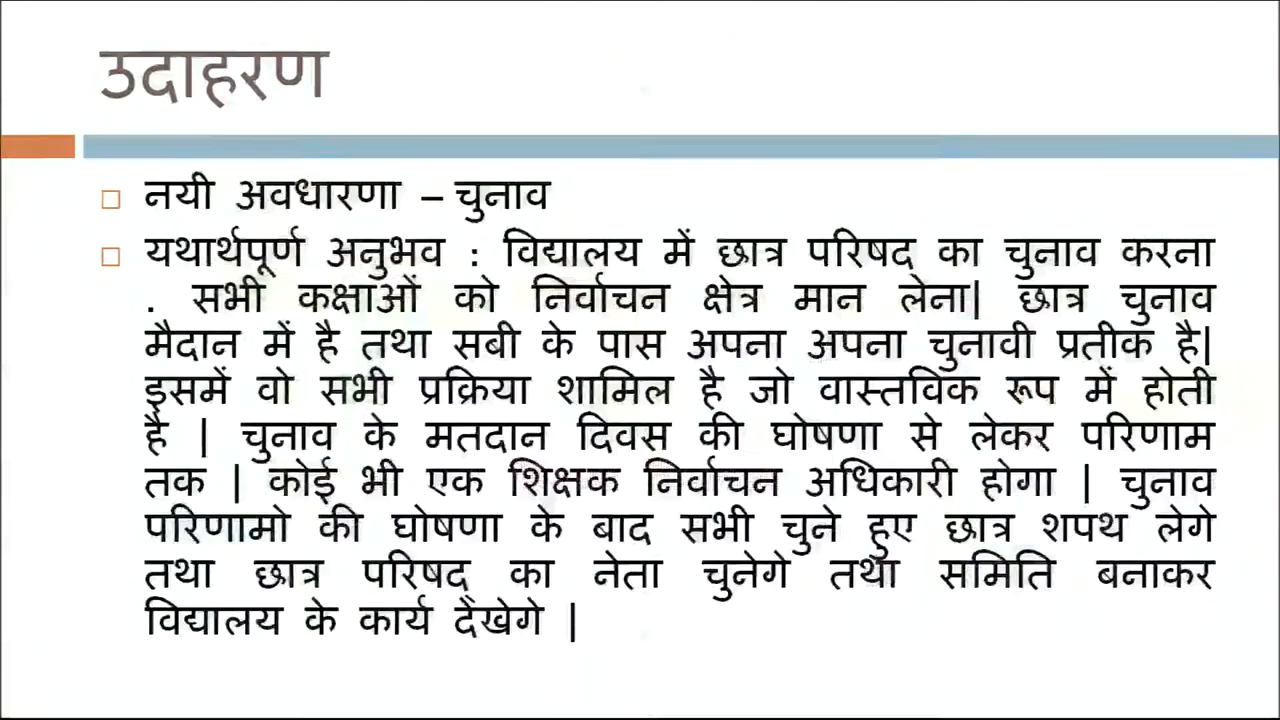 उदाहरण
नयी अवधारणा – चुनाव
यथार्थपूर्ण अनुभव : विद्यालय में छात्र परिषद् का चुनाव करना
. सभी कक्षाओं को निर्वाचन क्षेत्र मान लेना| छात्र चुनाव
मैदान में है तथा सबी के पास अपना अपना चुनावी प्रतीक है|
इसमें वो सभी प्रक्रिया शामिल है जो वास्तविक रूप में होती
है | चुनाव के मतदान दिवस की घोषणा से लेकर परिणाम
तक | कोई भी एक शिक्षक निर्वाचन अधिकारी होगा | चुनाव
परिणामो की घोषणा के बाद सभी चुने हुए छात्र शपथ लेगे
तथा छात्र परिषद् का नेता चुनेगे तथा समिति बनाकर
विद्यालय के कार्य देंखेगे |